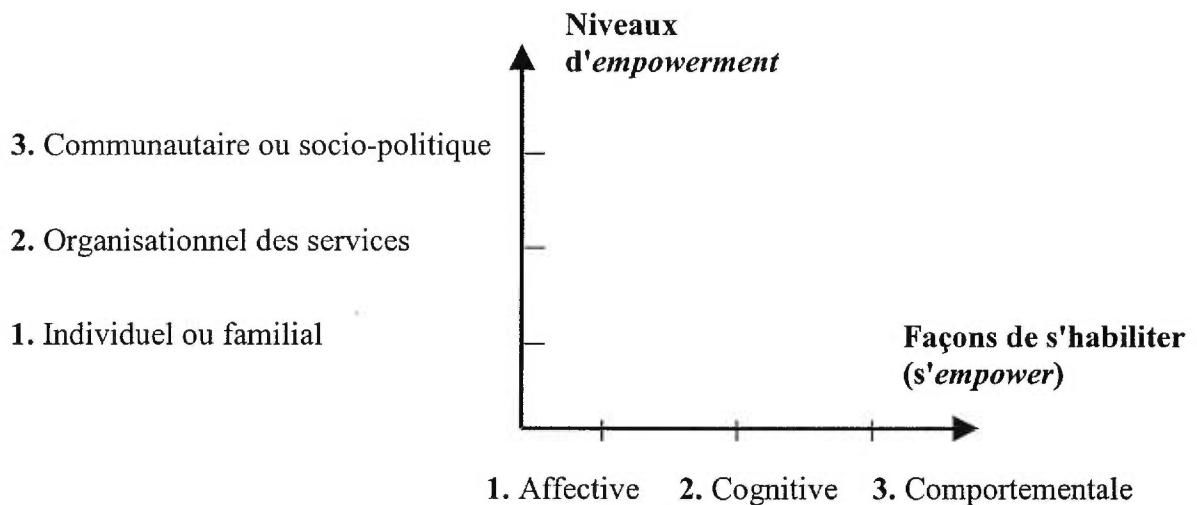 Niveaux
d'empowerment
3. Communautaire ou socio-politique
2. Organisationnel des services
1. Individuel ou familial
Façons de s'habiliter
(s'empower)
1. Affective 2. Cognitive 3. Comportementale